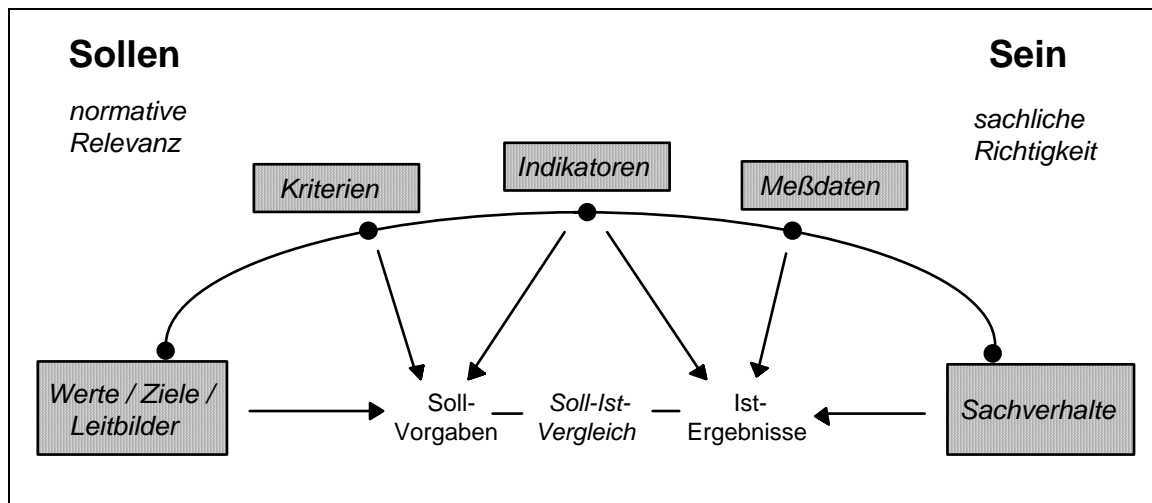 Sollen
Sein
normative
Relevanz
sachliche
Richtigkeit
Kriterien
Indikatoren
Meßdaten
Werte / Ziele /
Leitbilder
Soll-
Vorgaben
Soll-Ist-
Vergleich
Ist-
Ergebnisse
Sachverhalte